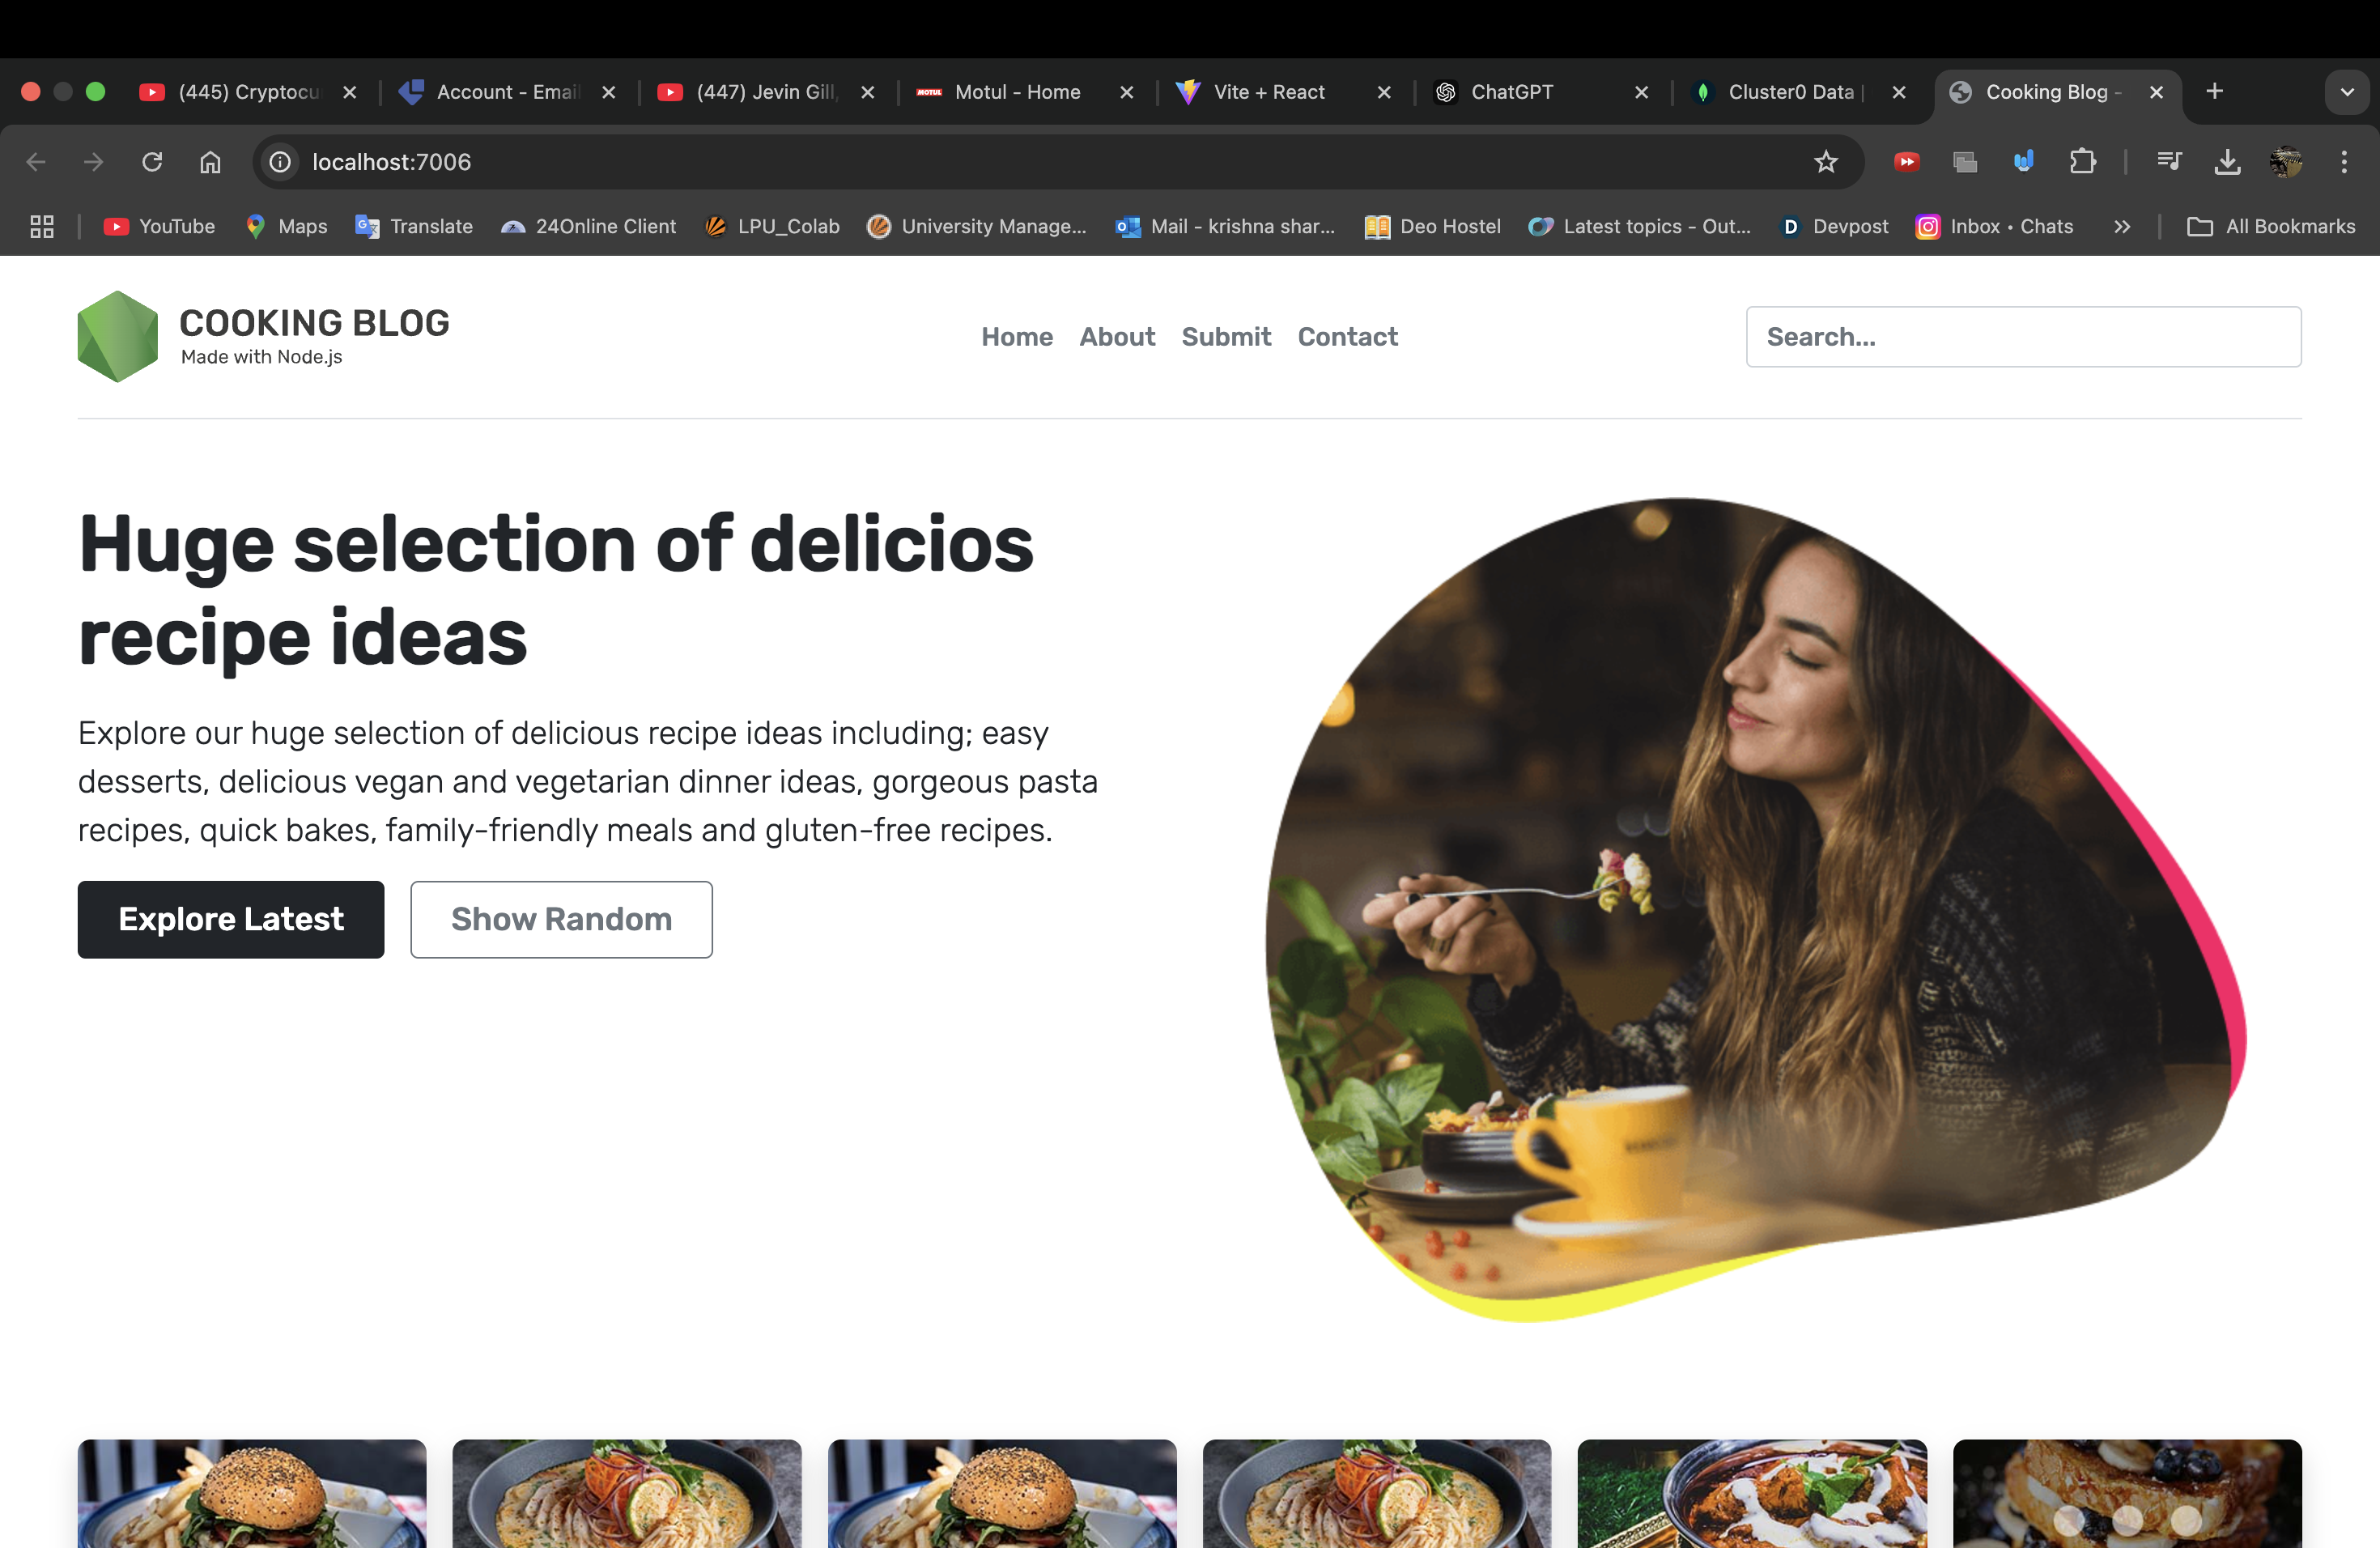 (445) Cryptocu
Account - Email
(447) Jevin Gill,
Motul - Home
Vite + React
ChatGPT
Cluster0 Data |
Cooking Blog -
localhost:7006
YouTube
Maps
Translate
24Online Client
LPU_Colab
University Manage...
Mail - krishna shar...
Deo Hostel
Latest topics - Out...
Devpost
Inbox • Chats
All Bookmarks
COOKING BLOG
Made with Node.js
Home
About
Submit
Contact
Search...
Huge selection of delicios
recipe ideas
Explore our huge selection of delicious recipe ideas including; easy
desserts, delicious vegan and vegetarian dinner ideas, gorgeous pasta
recipes, quick bakes, family-friendly meals and gluten-free recipes.
Explore Latest
Show Random